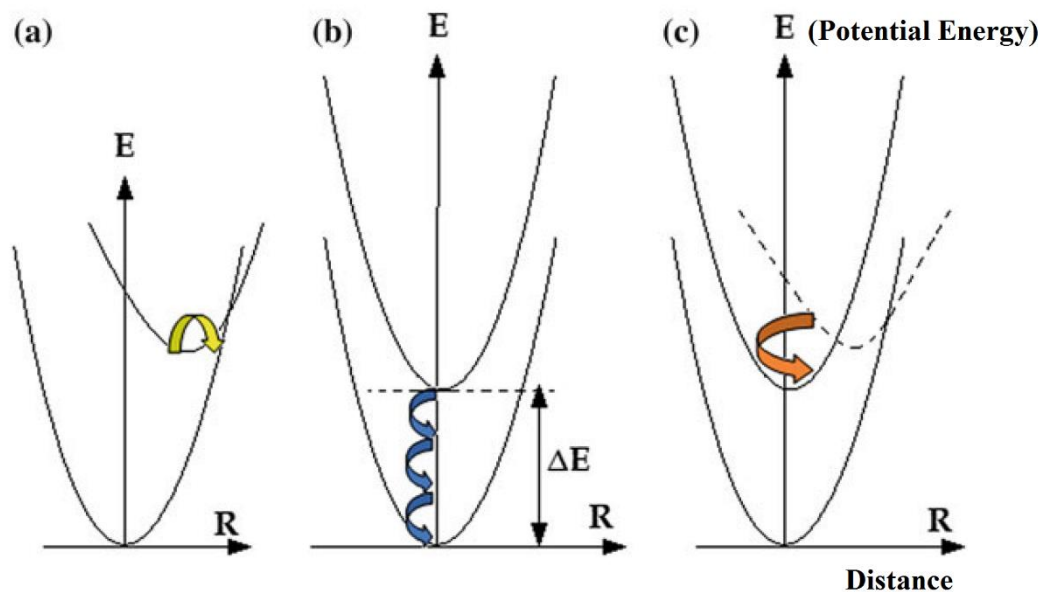 (a)
E
R
(b)
E
ΔE
R
(c)
E (Potential Energy)
R
Distance